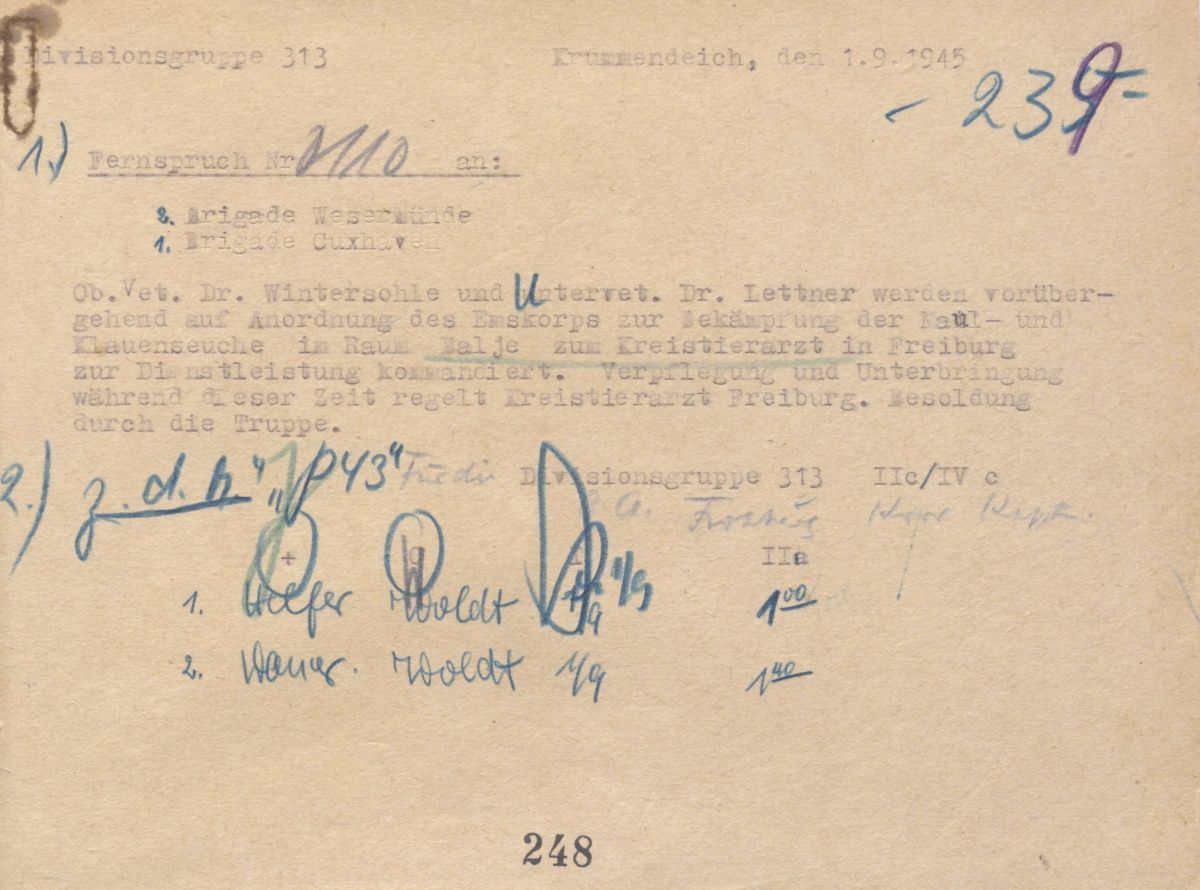 Divisionsgruppe 313 Krummendeich, den 1.9.1945
- 239 -
1.) Fernspruch Nr. an:
2. Brigade Wesermünde
1. Brigade Cuxhaven
Ob.Vet. Dr. Wintersohle und Untervet. Dr. Lettner werden vorüber-
gehend auf Anordnung des Emskorps zur Bekämpfung der Maul- und
Klauenseuche im Raum Balje zum Kreistierarzt in Freiburg
zur Dienstleistung kommandiert. Verpflegung und Unterbringung
während dieser Zeit regelt Kreistierarzt Freiburg. Besoldung
durch die Truppe.
2.) z. d. A. "P43" Divisionsgruppe 313 IIc/IV c
IIa
1. Woldt 1/9 1/9 1 00
2. Woldt 1/9 1 40
248